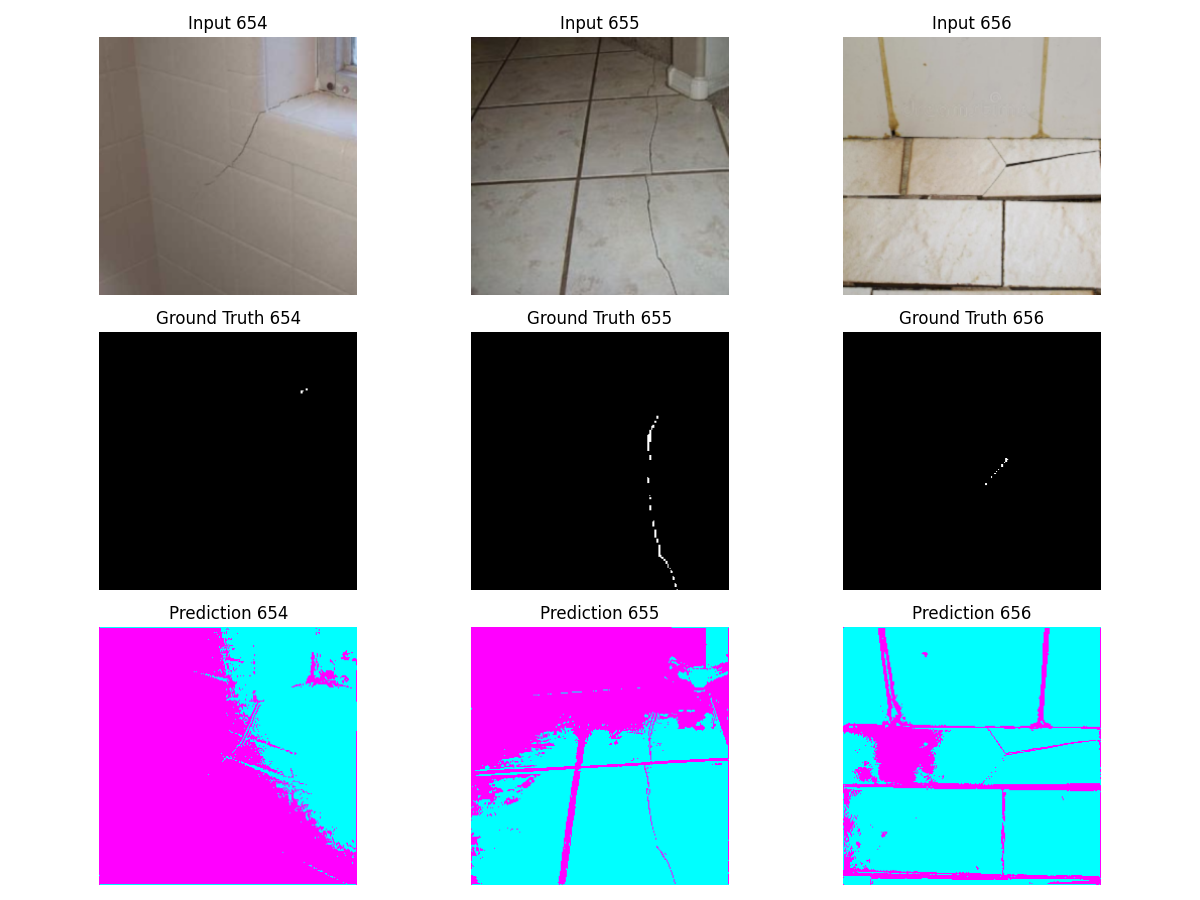 Input 654
Input 655
Input 656
Ground Truth 654
Ground Truth 655
Ground Truth 656
Prediction 654
Prediction 655
Prediction 656